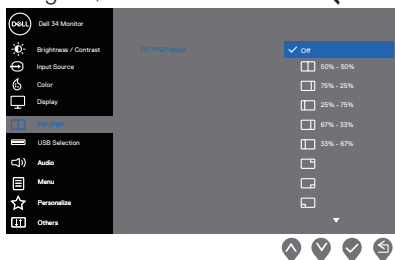 DELL
Dell 34 Monitor
Brightness / Contrast
Input Source
Color
Display
PIP/PBP
USB Selection
Audio
Menu
Personalize
Others
PIP/PBP Mode
Off
50% - 50%
75% - 25%
25% - 75%
67% - 33%
33% - 67%